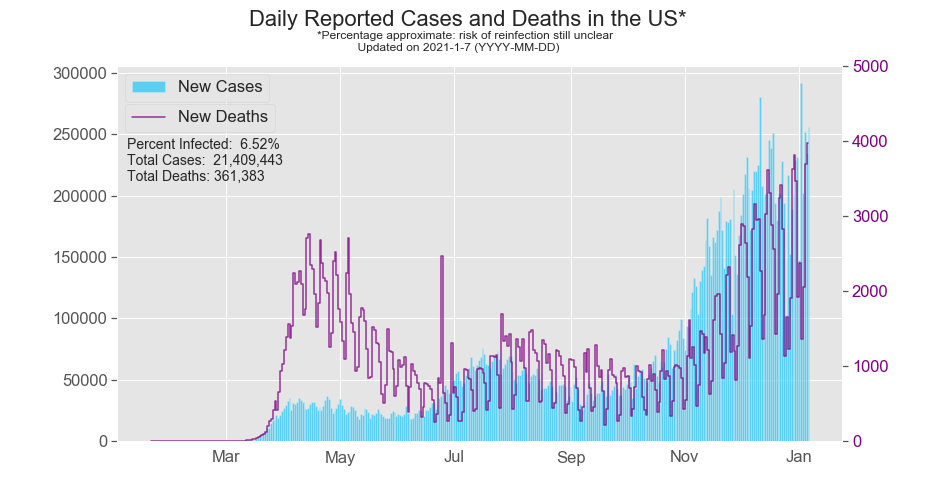 Daily Reported Cases and Deaths in the US*
*Percentage approximate: risk of reinfection still unclear
Updated on 2021-1-7 (YYYY-MM-DD)
New Cases
New Deaths
Percent Infected: 6.52%
Total Cases: 21,409,443
Total Deaths: 361,383
300000
250000
200000
150000
100000
50000
0
5000
4000
3000
2000
1000
0
Mar May Jul Sep Nov Jan